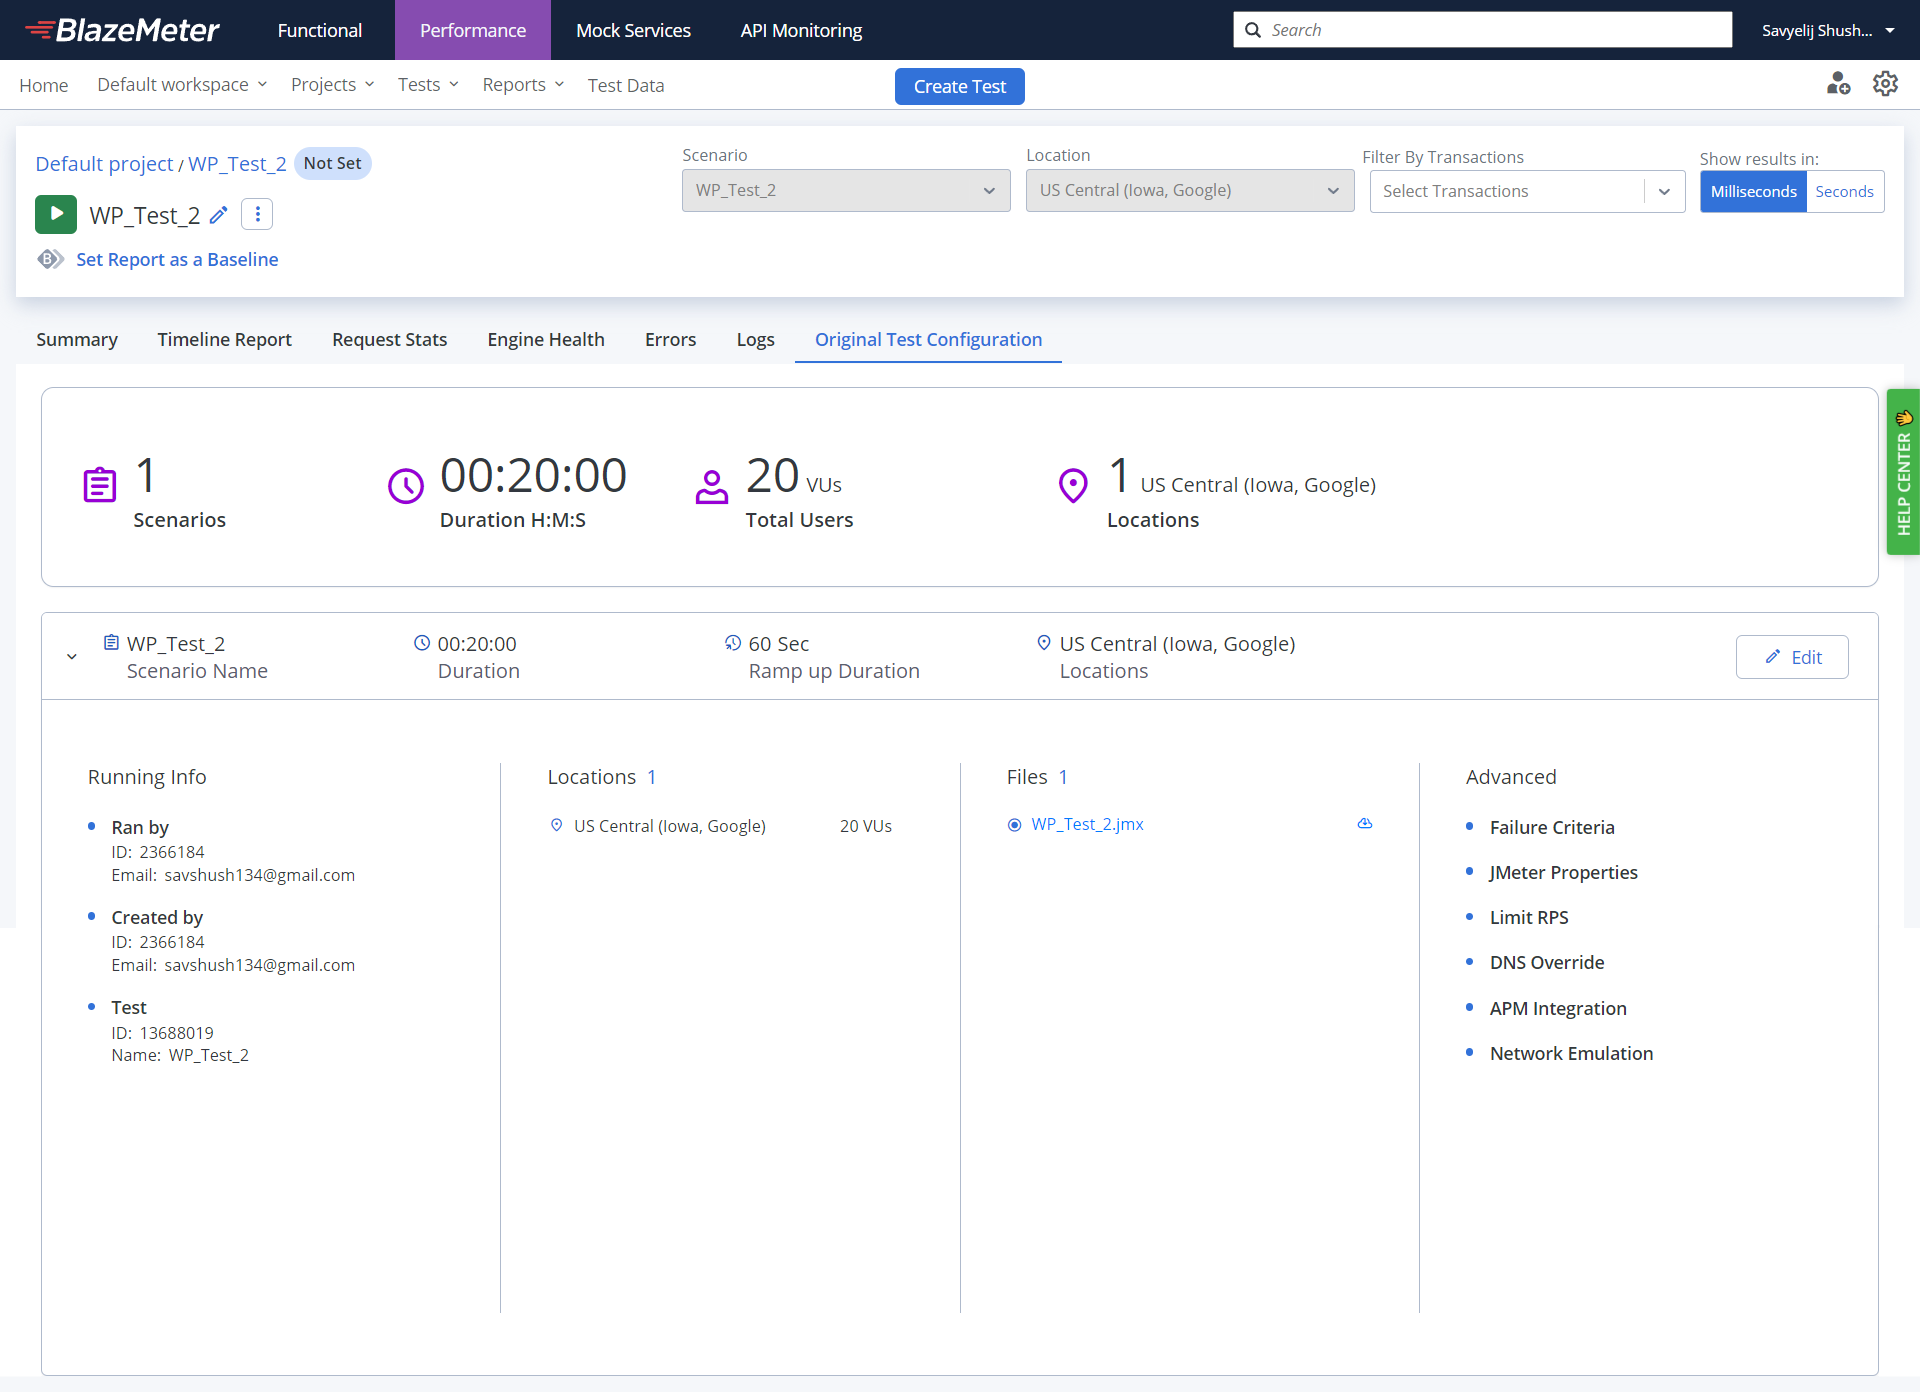 BlazeMeter
Functional
Performance
Mock Services
API Monitoring
Search
Savyelij Shush...
Home
Default workspace
Projects
Tests
Reports
Test Data
Create Test
Default project / WP_Test_2 Not Set
WP_Test_2
Set Report as a Baseline
Scenario
WP_Test_2
Location
US Central (Iowa, Google)
Filter By Transactions
Select Transactions
Show results in:
Milliseconds Seconds
Summary
Timeline Report
Request Stats
Engine Health
Errors
Logs
Original Test Configuration
HELP CENTER
1
Scenarios
00:20:00
Duration H:M:S
20 VUs
Total Users
1 US Central (Iowa, Google)
Locations
WP_Test_2
Scenario Name
00:20:00
Duration
60 Sec
Ramp up Duration
US Central (Iowa, Google)
Locations
Edit
Running Info
Ran by
ID: 2366184
Email: savshush134@gmail.com
Created by
ID: 2366184
Email: savshush134@gmail.com
Test
ID: 13688019
Name: WP_Test_2
Locations 1
US Central (Iowa, Google) 20 VUs
Files 1
WP_Test_2.jmx
Advanced
Failure Criteria
JMeter Properties
Limit RPS
DNS Override
APM Integration
Network Emulation